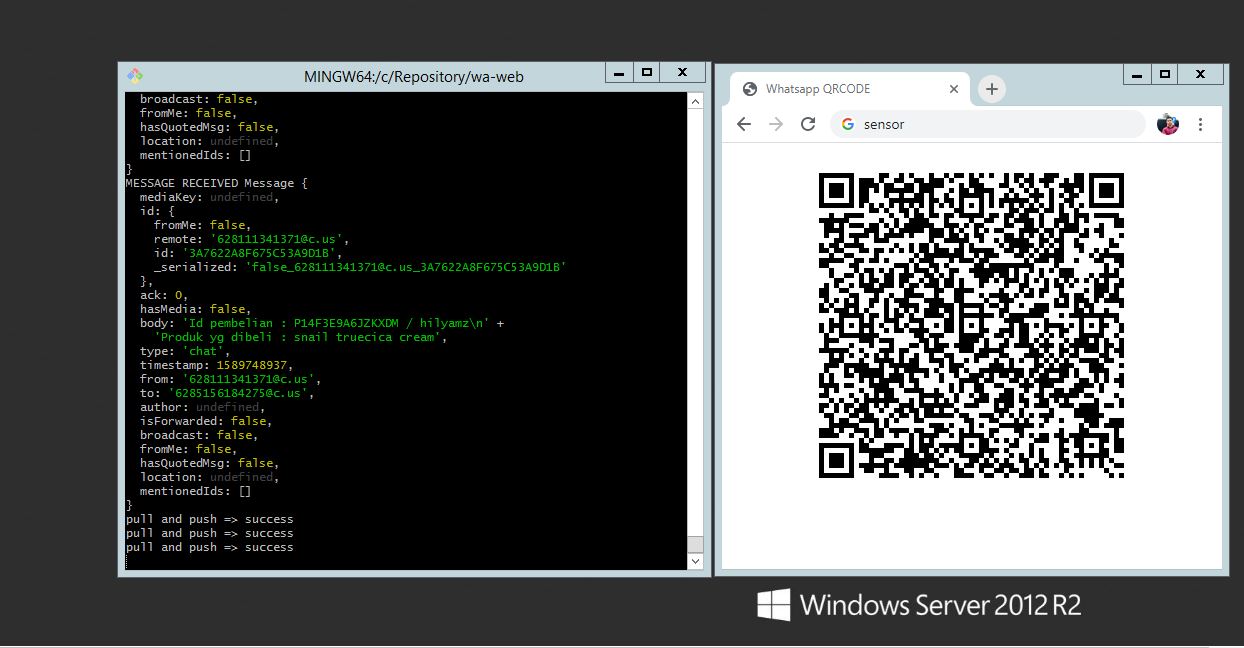 MINGW64:/c/Repository/wa-web
broadcast: false,
fromMe: false,
hasQuotedMsg: false,
location: undefined,
mentionedIds: []
}
MESSAGE RECEIVED Message {
mediaKey: undefined,
id: {
fromMe: false,
remote: '628111341371@c.us',
id: '3A7622A8F675C53A9D1B',
_serialized: 'false_628111341371@c.us_3A7622A8F675C53A9D1B'
},
ack: 0,
hasMedia: false,
body: 'Id pembelian : P14F3E9A6JZKXDM / hilyamz\n' +
'Produk yg dibeli : snail truecica cream',
type: 'chat',
timestamp: 1589748937,
from: '628111341371@c.us',
to: '6285156184275@c.us',
author: undefined,
isForwarded: false,
broadcast: false,
fromMe: false,
hasQuotedMsg: false,
location: undefined,
mentionedIds: []
}
pull and push => success
pull and push => success
pull and push => success
Whatsapp QRCODE
sensor
Windows Server 2012 R2